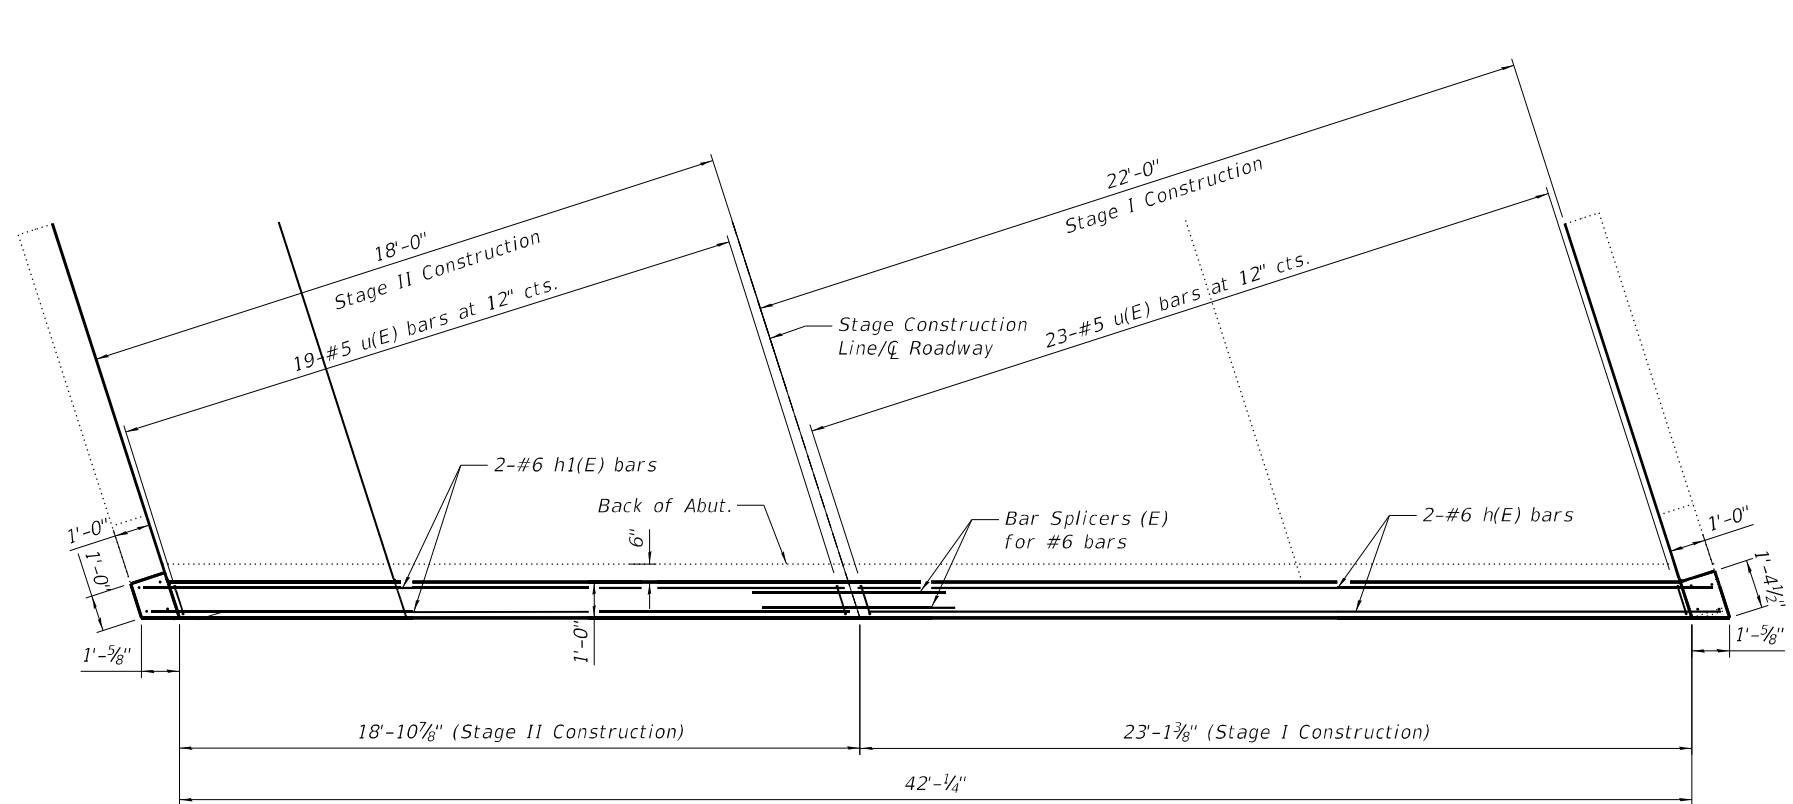 22'-0"
Stage I Construction
18'-0"
Stage II Construction
19-#5 u(E) bars at 12" cts.
23-#5 u(E) bars at 12" cts.
Stage Construction
Line/℄ Roadway
2-#6 h1(E) bars
Back of Abut.
6"
Bar Splicers (E)
for #6 bars
2-#6 h(E) bars
1'-0"
1'-0"
1'-0"
1'-4½"
1'-0"
1'-⅝"
1'-⅝"
18'-10⅞" (Stage II Construction)
23'-1⅜" (Stage I Construction)
42'-¼"